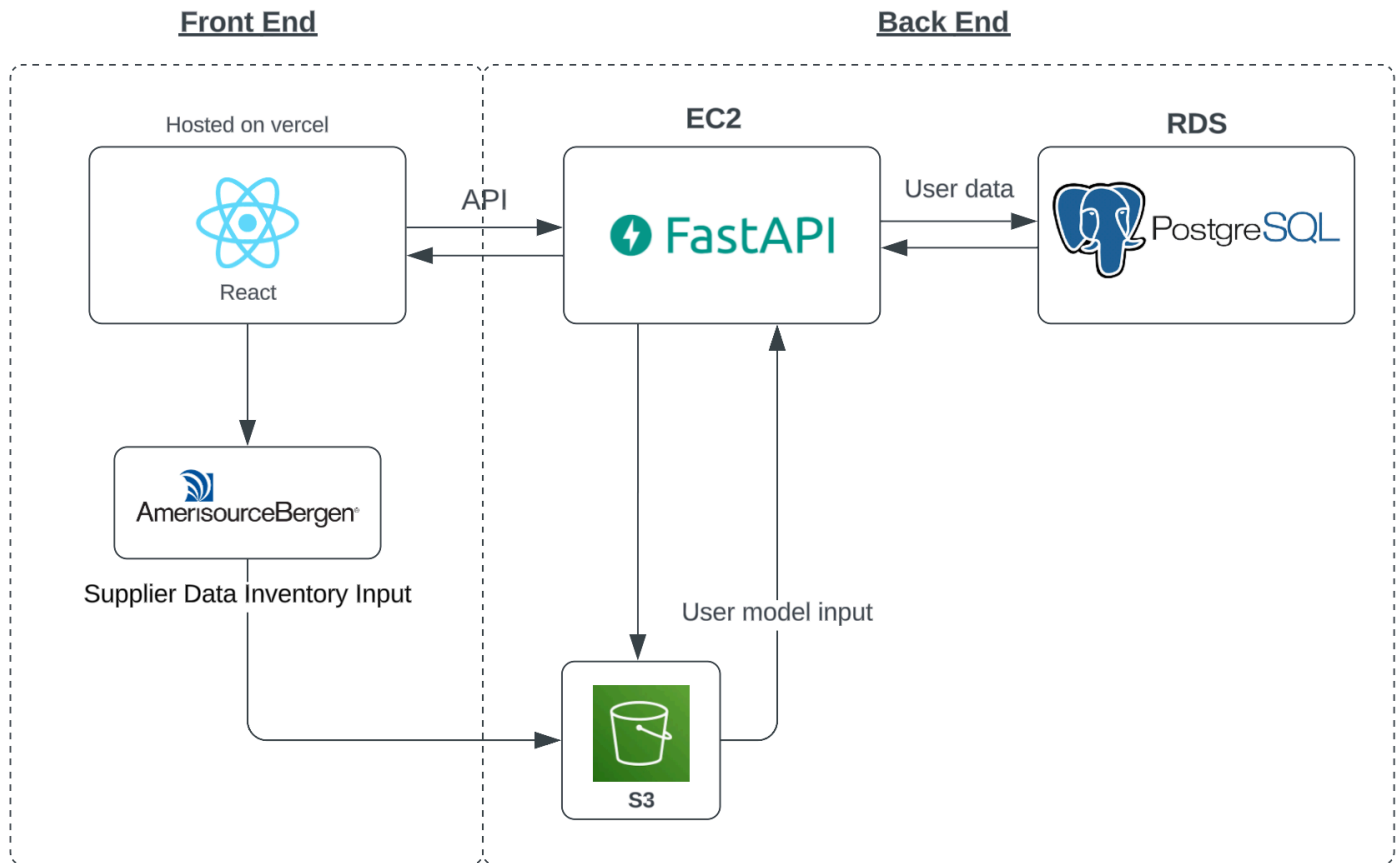 Front End
Back End
Hosted on vercel
EC2
RDS
React
API
FastAPI
User data
PostgreSQL
AmerisourceBergen®
Supplier Data Inventory Input
User model input
S3